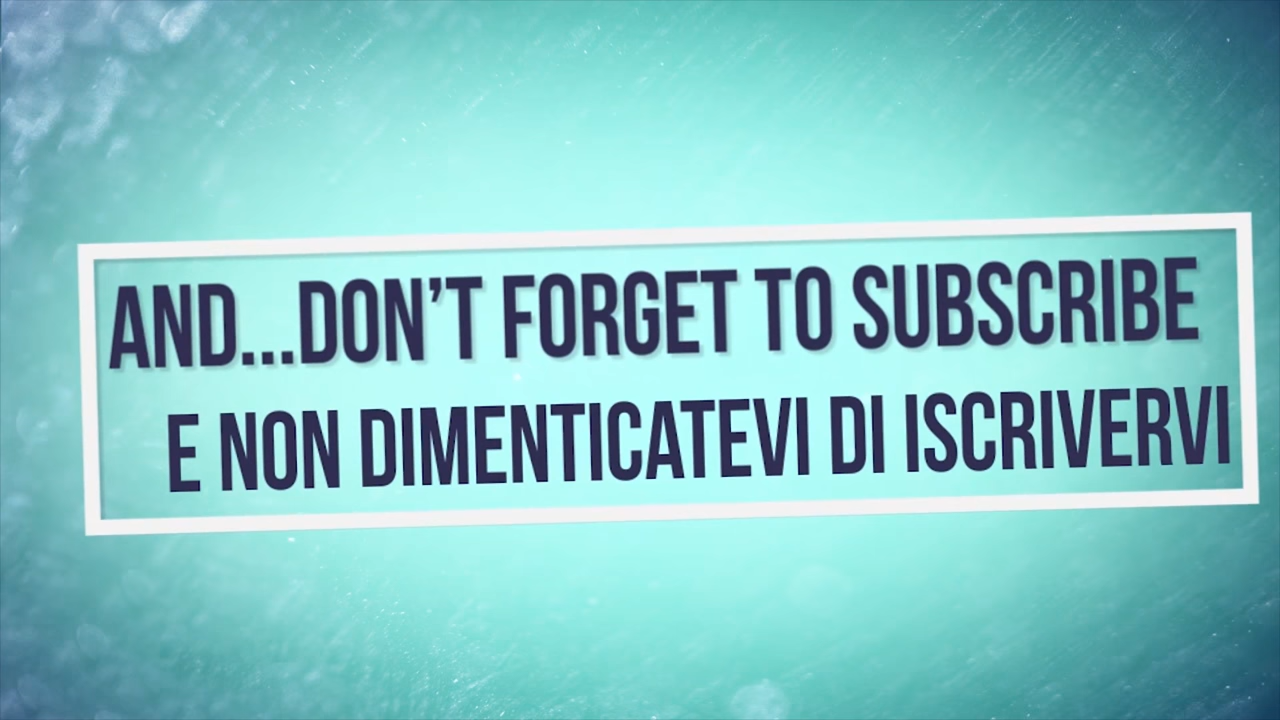 AND...DON’T FORGET TO SUBSCRIBE
E NON DIMENTICATEVI DI ISCRIVERVI